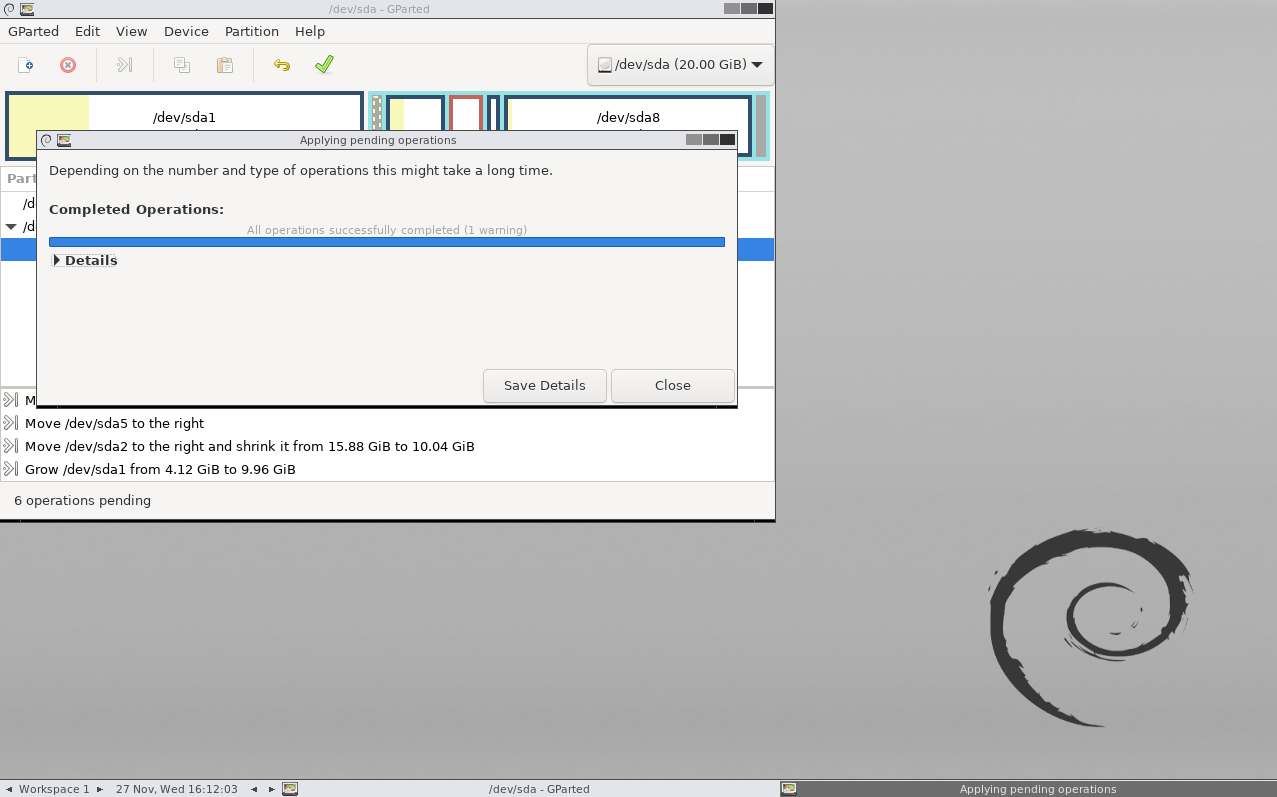 /dev/sda - GParted
GParted Edit View Device Partition Help
/dev/sda (20.00 GiB)
/dev/sda1
/dev/sda8
Applying pending operations
Depending on the number and type of operations this might take a long time.
Completed Operations:
All operations successfully completed (1 warning)
Details
Save Details
Close
Move /dev/sda5 to the right
Move /dev/sda2 to the right and shrink it from 15.88 GiB to 10.04 GiB
Grow /dev/sda1 from 4.12 GiB to 9.96 GiB
6 operations pending
Workspace 1
27 Nov, Wed 16:12:03
/dev/sda - GParted
Applying pending operations